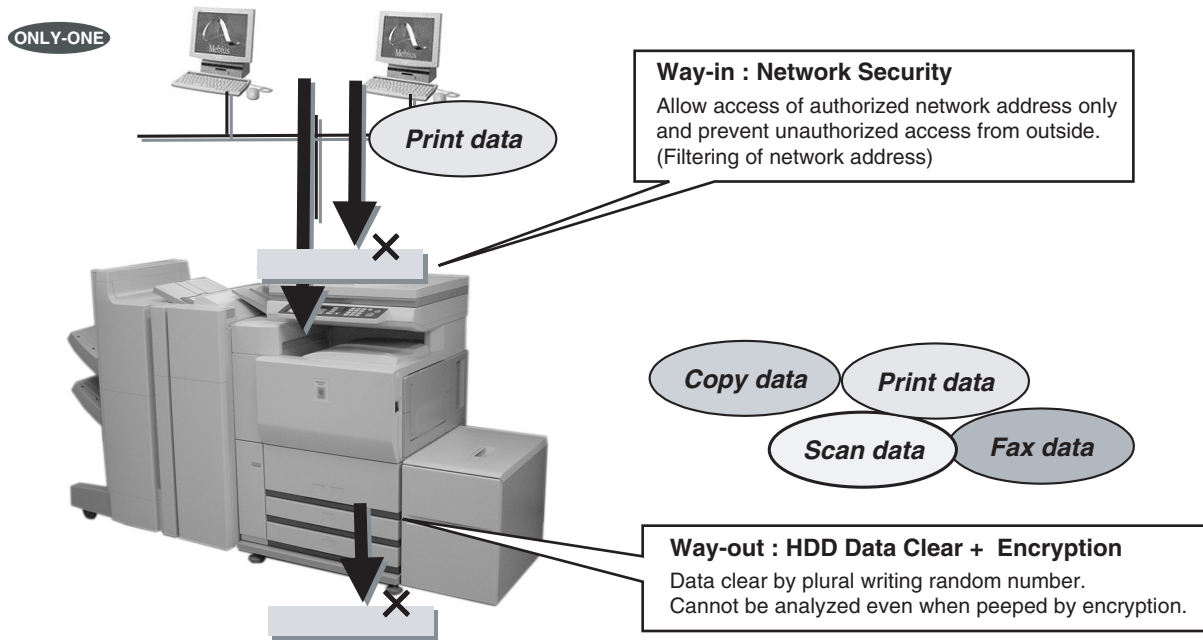 ONLY-ONE
Mebius
Mebius
Way-in : Network Security
Allow access of authorized network address only
and prevent unauthorized access from outside.
(Filtering of network address)
Print data
Copy data
Print data
Scan data
Fax data
Way-out : HDD Data Clear + Encryption
Data clear by plural writing random number.
Cannot be analyzed even when peeped by encryption.